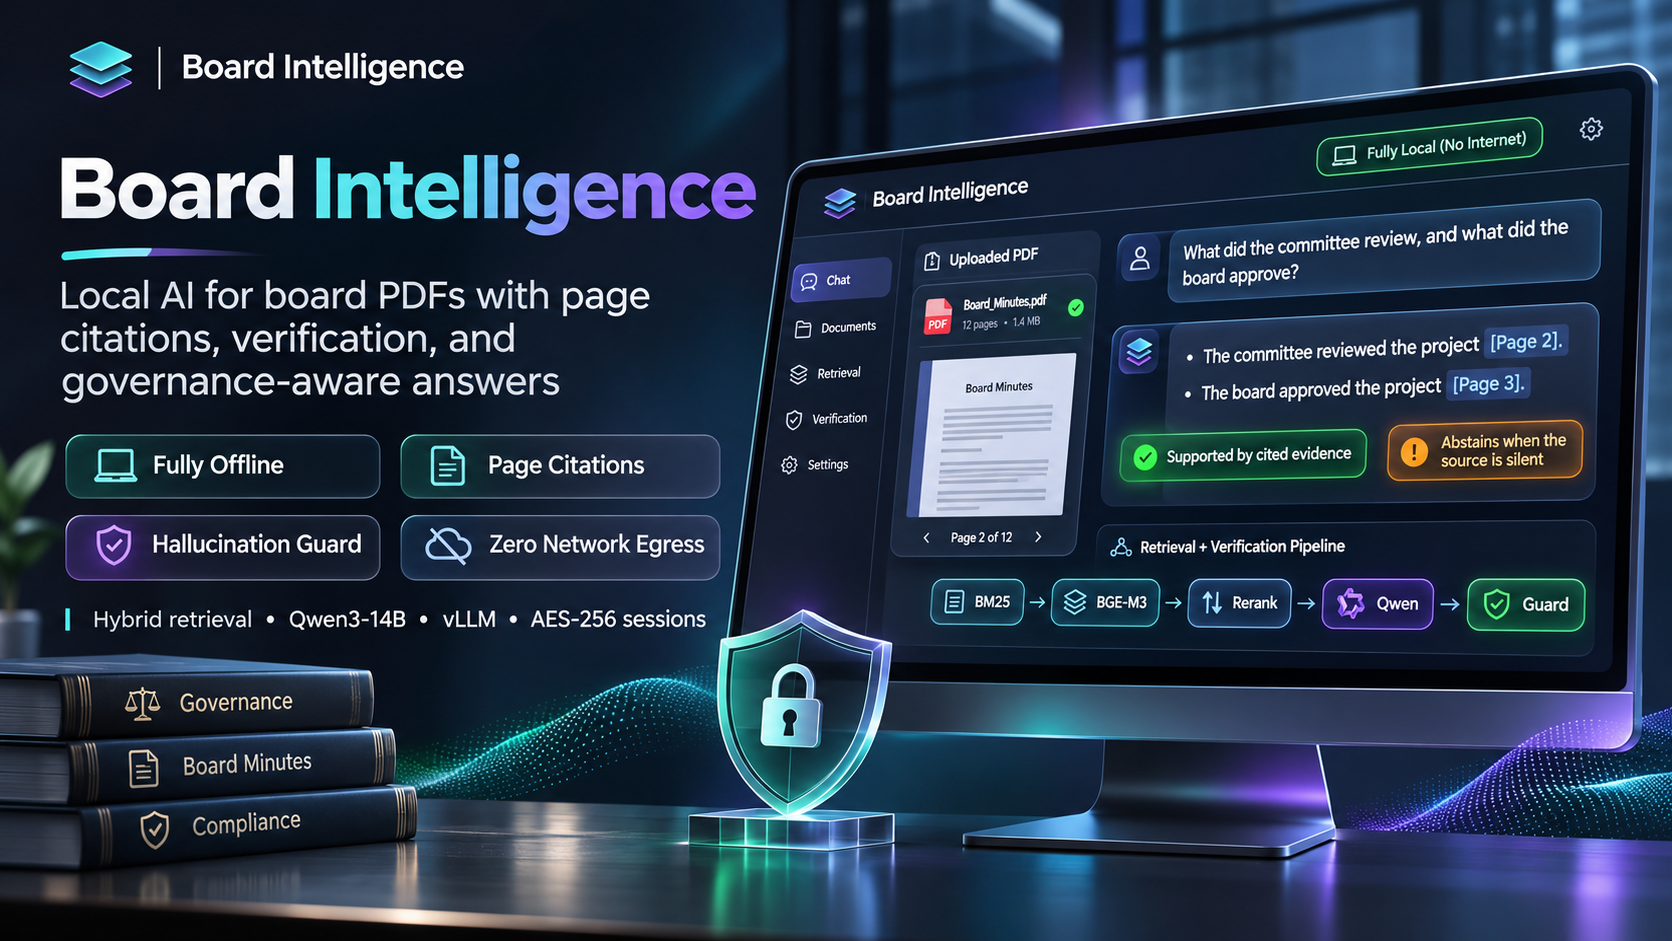 Board Intelligence
Board Intelligence
Local AI for board PDFs with page
citations, verification, and
governance-aware answers
Fully Offline
Page Citations
Hallucination Guard
Zero Network Egress
Hybrid retrieval • Qwen3-14B • vLLM • AES-256 sessions
Governance
Board Minutes
Compliance
Board Intelligence
Fully Local (No Internet)
Chat
Documents
Retrieval
Verification
Settings
Uploaded PDF
PDF
Board_Minutes.pdf
12 pages • 1.4 MB
Board Minutes
Page 2 of 12
What did the committee review, and what did the
board approve?
• The committee reviewed the project [Page 2].
• The board approved the project [Page 3].
Supported by cited evidence
Abstains when the
source is silent
Retrieval + Verification Pipeline
BM25
BGE-M3
Rerank
Qwen
Guard